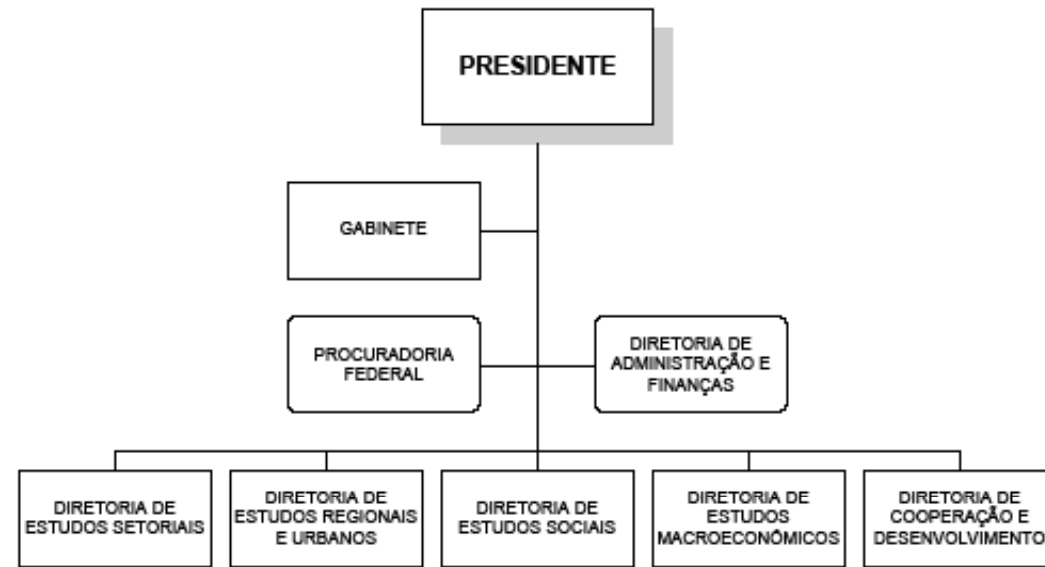 PRESIDENTE
GABINETE
PROCURADORIA
FEDERAL
DIRETORIA DE
ADMINISTRAÇÃO E
FINANÇAS
DIRETORIA DE
ESTUDOS SETORIAIS
DIRETORIA DE
ESTUDOS REGIONAIS
E URBANOS
DIRETORIA DE
ESTUDOS SOCIAIS
DIRETORIA DE
ESTUDOS
MACROECONÔMICOS
DIRETORIA DE
COOPERAÇÃO E
DESENVOLVIMENTO